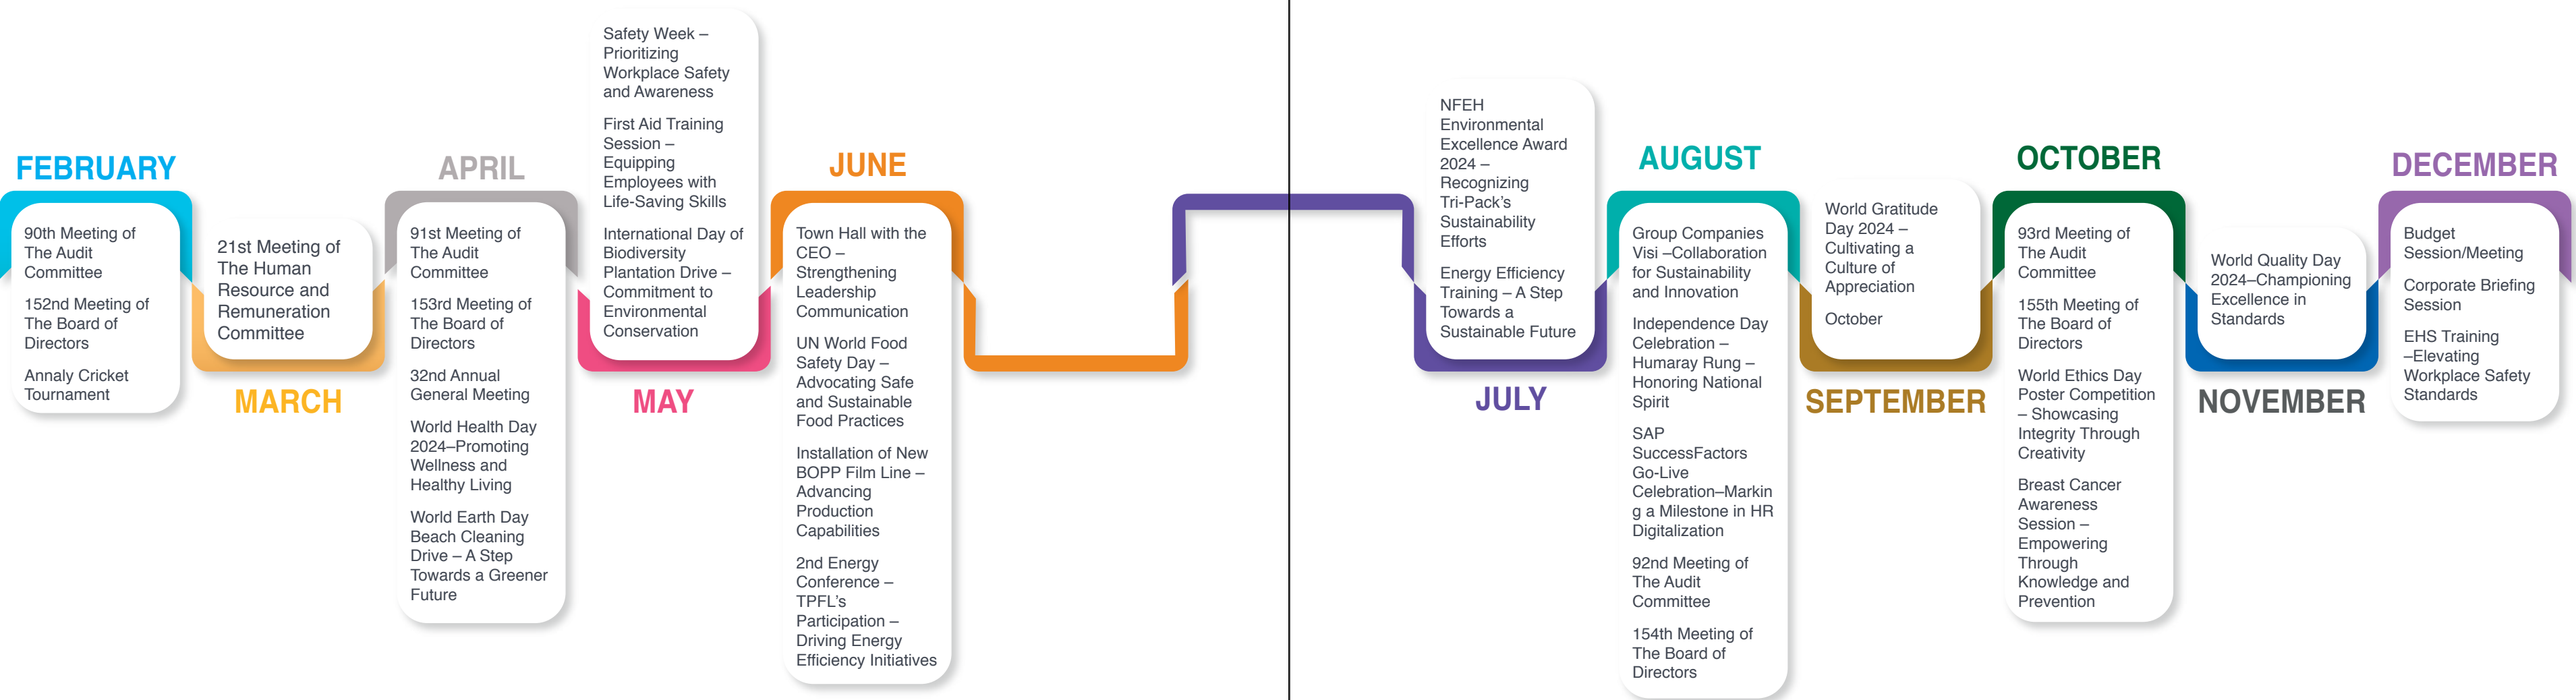 FEBRUARY
90th Meeting of
The Audit
Committee
152nd Meeting of
The Board of
Directors
Annaly Cricket
Tournament
21st Meeting of
The Human
Resource and
Remuneration
Committee
MARCH
APRIL
91st Meeting of
The Audit
Committee
153rd Meeting of
The Board of
Directors
32nd Annual
General Meeting
World Health Day
2024–Promoting
Wellness and
Healthy Living
World Earth Day
Beach Cleaning
Drive – A Step
Towards a Greener
Future
Safety Week –
Prioritizing
Workplace Safety
and Awareness
First Aid Training
Session –
Equipping
Employees with
Life-Saving Skills
International Day of
Biodiversity
Plantation Drive –
Commitment to
Environmental
Conservation
MAY
JUNE
Town Hall with the
CEO –
Strengthening
Leadership
Communication
UN World Food
Safety Day –
Advocating Safe
and Sustainable
Food Practices
Installation of New
BOPP Film Line –
Advancing
Production
Capabilities
2nd Energy
Conference –
TPFL's
Participation –
Driving Energy
Efficiency Initiatives
NFEH
Environmental
Excellence Award
2024 –
Recognizing
Tri-Pack's
Sustainability
Efforts
Energy Efficiency
Training – A Step
Towards a
Sustainable Future
JULY
AUGUST
Group Companies
Visi –Collaboration
for Sustainability
and Innovation
Independence Day
Celebration –
Humaray Rung –
Honoring National
Spirit
SAP
SuccessFactors
Go-Live
Celebration–Markin
g a Milestone in HR
Digitalization
92nd Meeting of
The Audit
Committee
154th Meeting of
The Board of
Directors
World Gratitude
Day 2024 –
Cultivating a
Culture of
Appreciation
October
SEPTEMBER
OCTOBER
93rd Meeting of
The Audit
Committee
155th Meeting of
The Board of
Directors
World Ethics Day
Poster Competition
– Showcasing
Integrity Through
Creativity
Breast Cancer
Awareness
Session –
Empowering
Through
Knowledge and
Prevention
World Quality Day
2024–Championing
Excellence in
Standards
NOVEMBER
DECEMBER
Budget
Session/Meeting
Corporate Briefing
Session
EHS Training
–Elevating
Workplace Safety
Standards